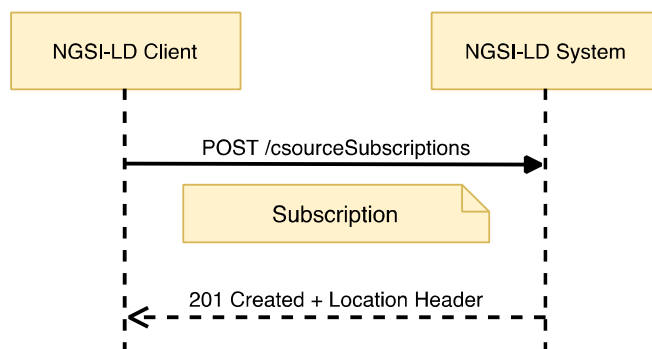 NGSI-LD Client
NGSI-LD System
POST /csourceSubscriptions
Subscription
201 Created + Location Header